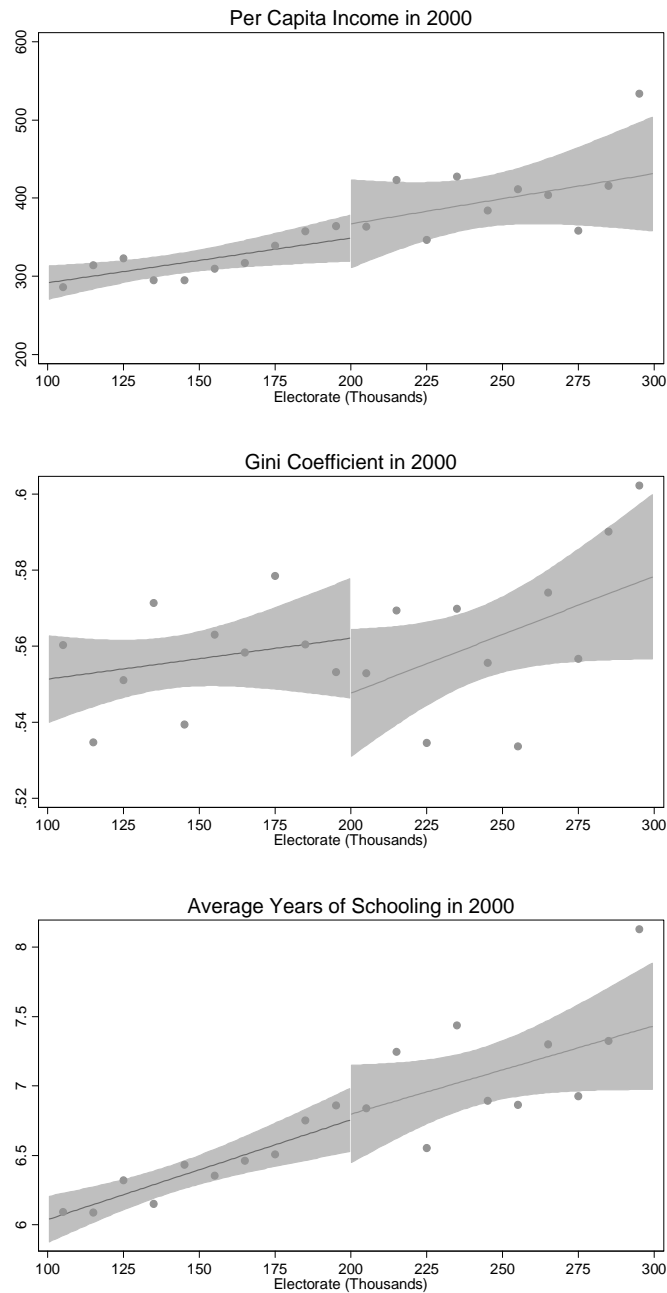 Per Capita Income in 2000
600
500
400
300
200
100 125 150 175 200 225 250 275 300
Electorate (Thousands)
Gini Coefficient in 2000
.6
.58
.56
.54
.52
100 125 150 175 200 225 250 275 300
Electorate (Thousands)
Average Years of Schooling in 2000
8
7.5
7
6.5
6
100 125 150 175 200 225 250 275 300
Electorate (Thousands)